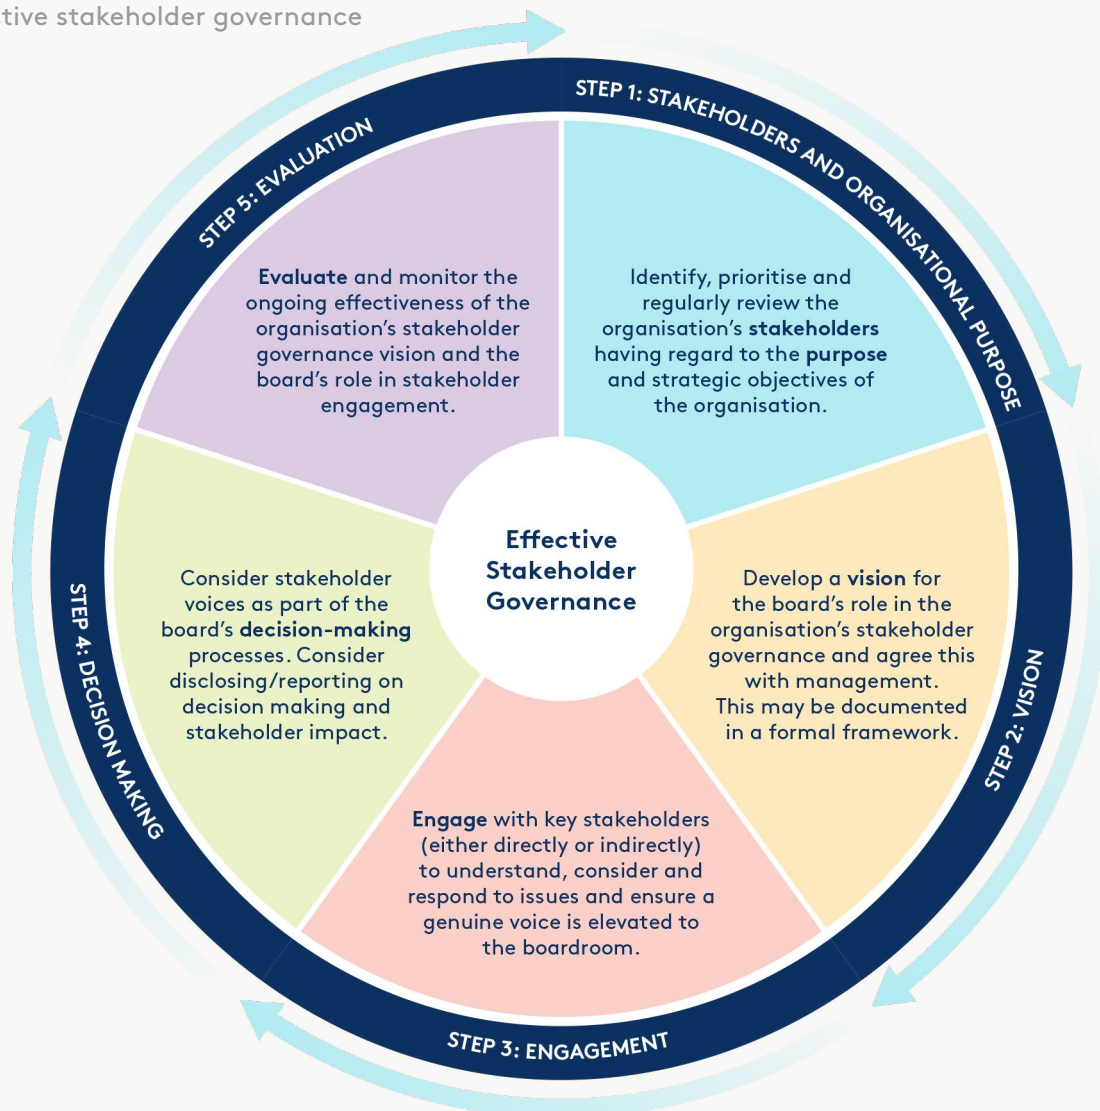 stakeholder governance
STEP 1: STAKEHOLDERS AND ORGANISATIONAL PURPOSE
Identify, prioritise and
regularly review the
organisation’s stakeholders
having regard to the purpose
and strategic objectives of
the organisation.
STEP 2: VISION
Develop a vision for
the board’s role in the
organisation’s stakeholder
governance and agree this
with management.
This may be documented
in a formal framework.
STEP 3: ENGAGEMENT
Engage with key stakeholders
(either directly or indirectly)
to understand, consider and
respond to issues and ensure a
genuine voice is elevated to
the boardroom.
STEP 4: DECISION MAKING
Consider stakeholder
voices as part of the
board’s decision-making
processes. Consider
disclosing/reporting on
decision making and
stakeholder impact.
STEP 5: EVALUATION
Evaluate and monitor the
ongoing effectiveness of the
organisation’s stakeholder
governance vision and the
board’s role in stakeholder
engagement.
Effective
Stakeholder
Governance